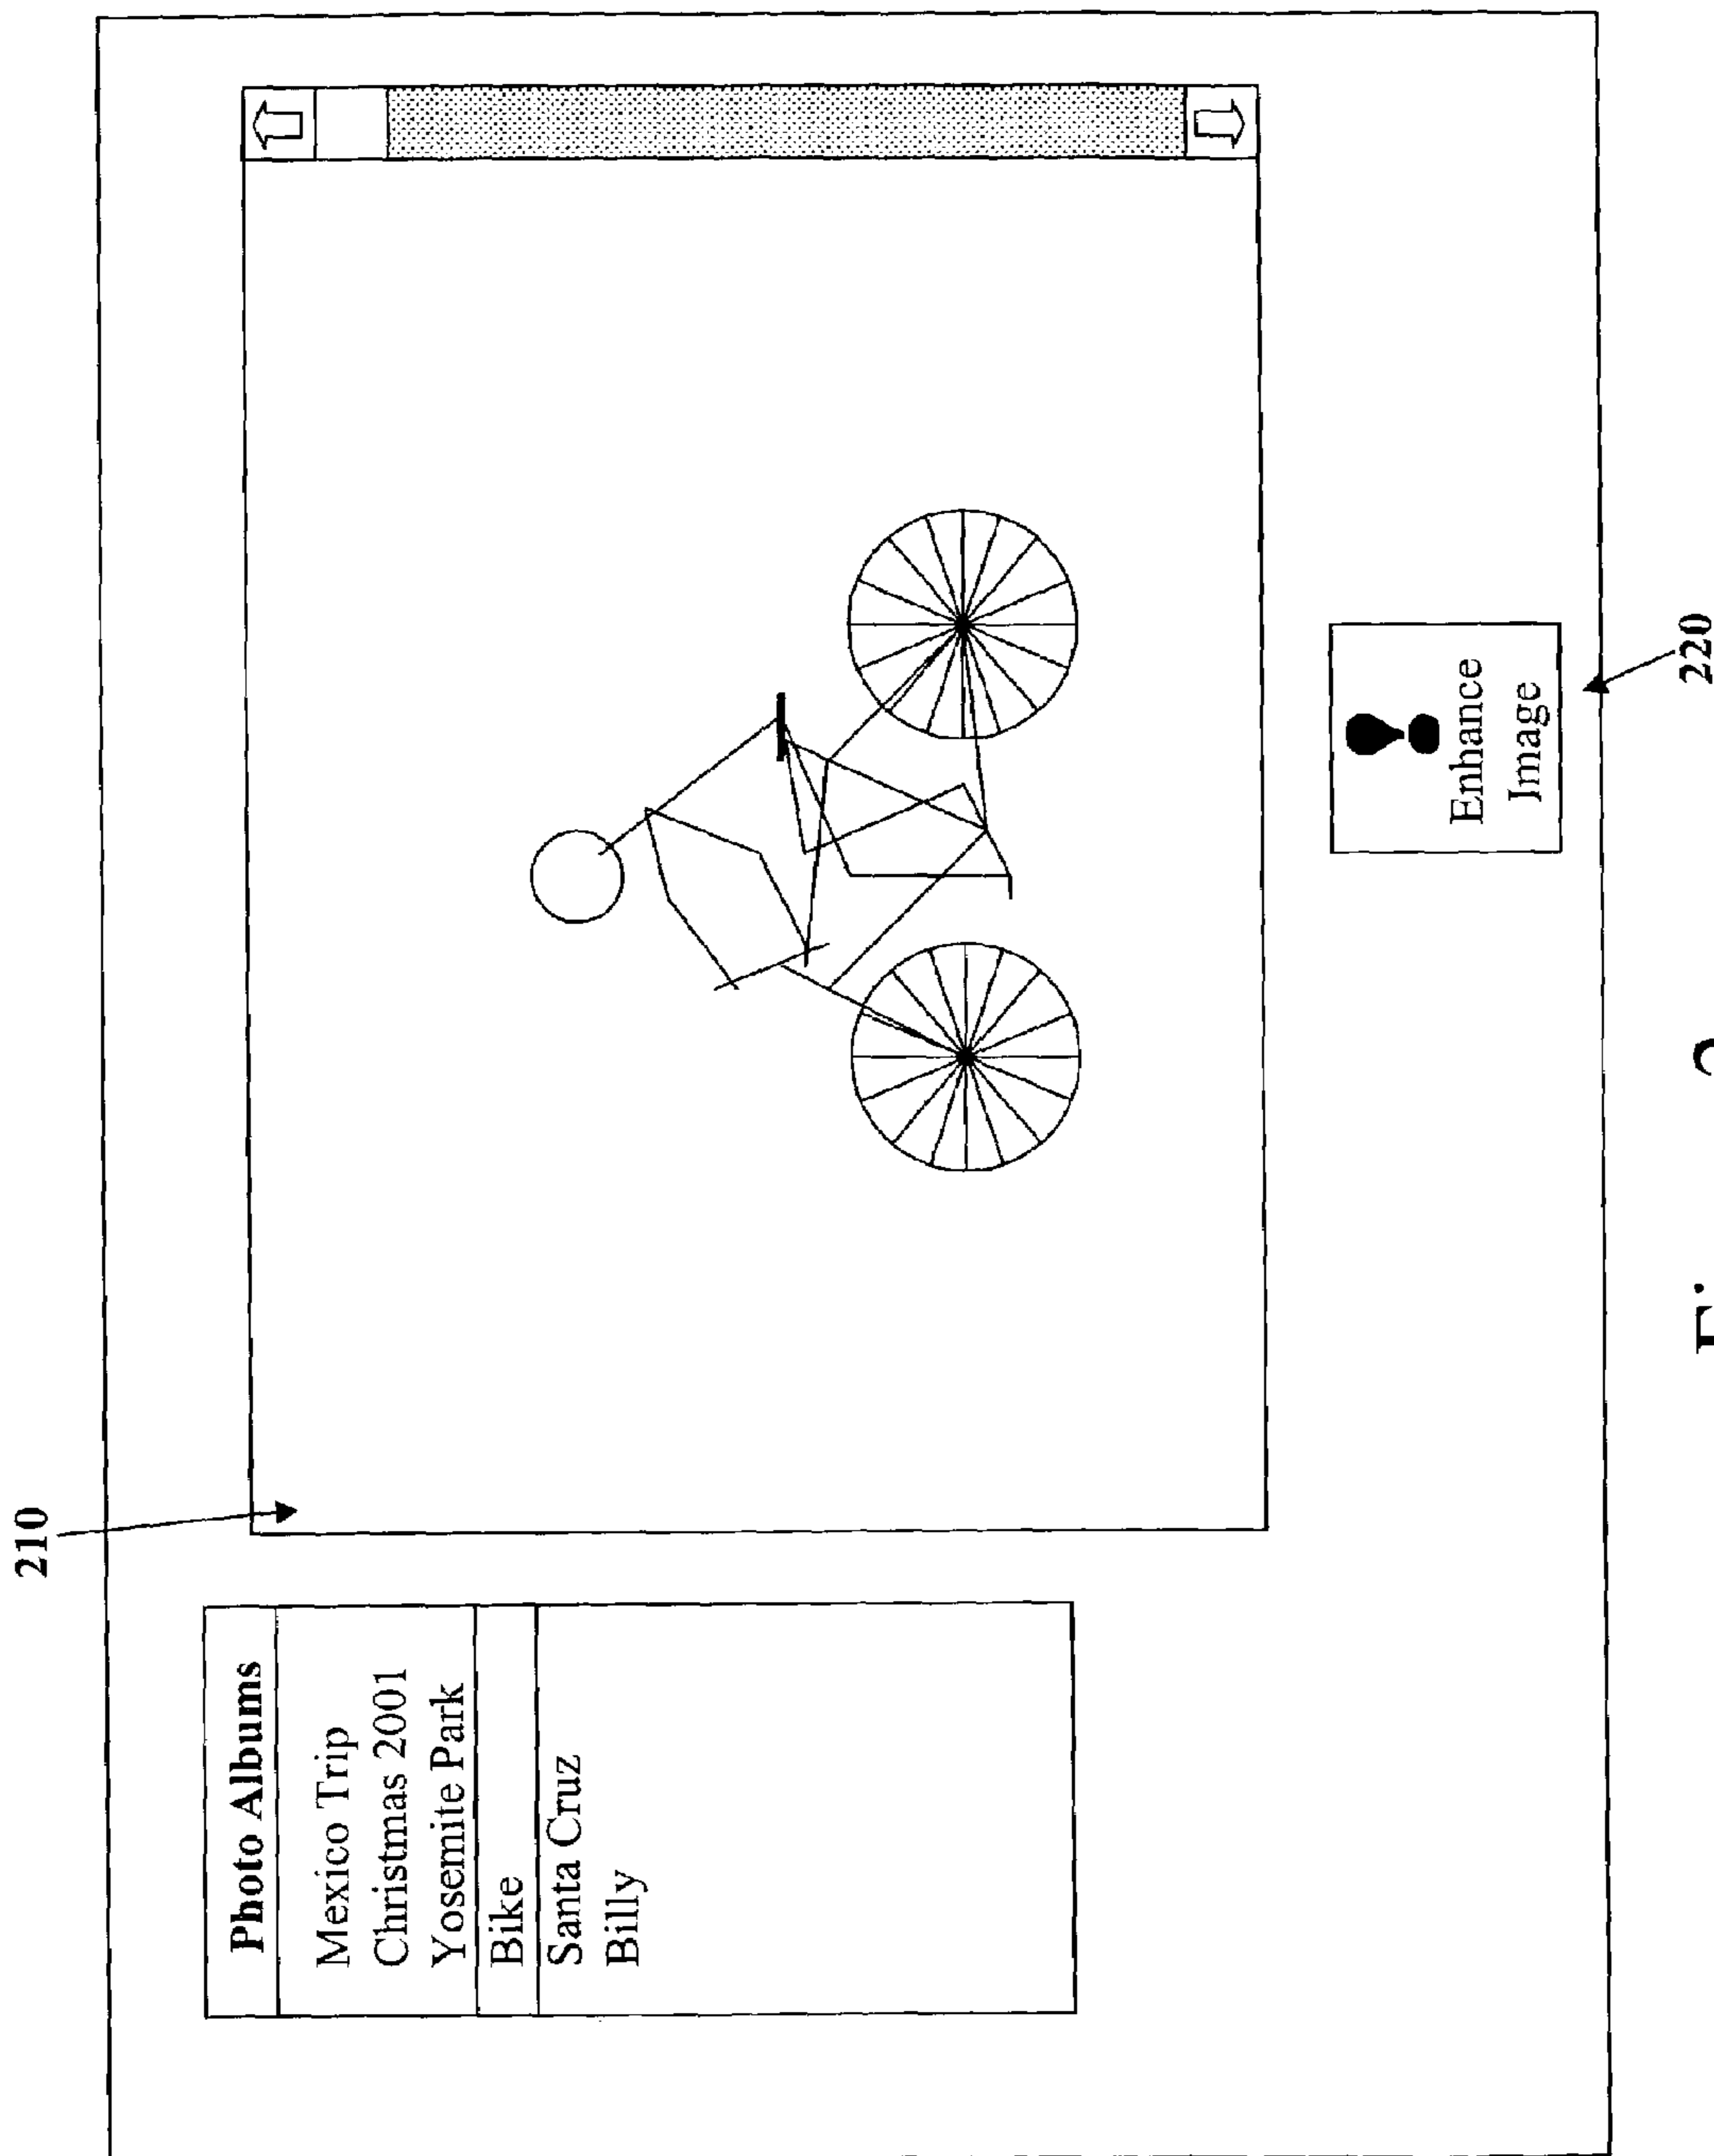 210
Photo Albums
Mexico Trip
Christmas 2001
Yosemite Park
Bike
Santa Cruz
Billy
Enhance
Image
220